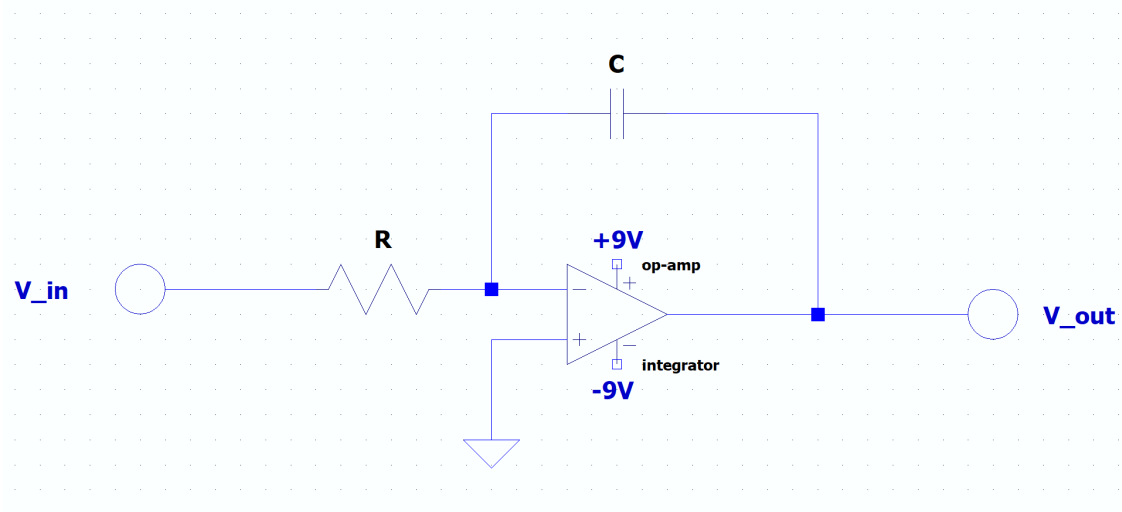 C
R
+9V
op-amp
V_in
V_out
integrator
-9V